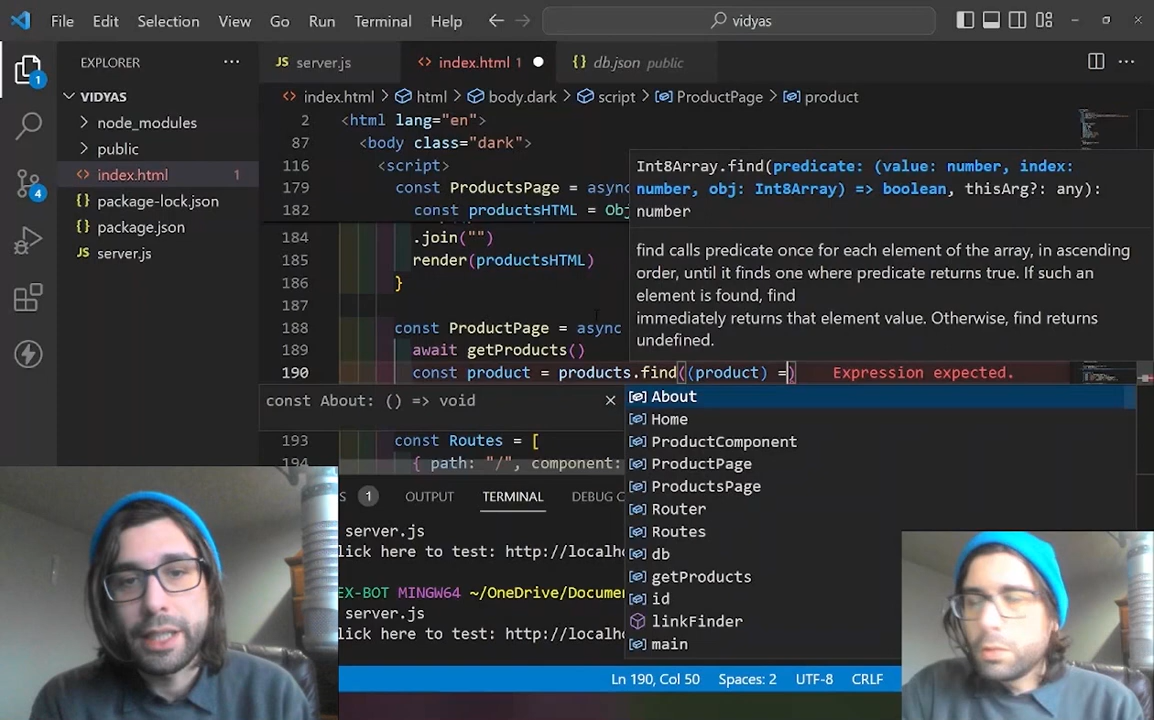 File Edit Selection View Go Run Terminal Help vidyas
EXPLORER
server.js index.html 1 db.json public
VIDYAS
index.html html body.dark script ProductPage product
node_modules
public
index.html 1
package-lock.json
package.json
server.js
1
4
2 <html lang="en">
87 <body class="dark">
116 <script>
179 const ProductsPage = async
182 const productsHTML = Obj
184 .join("")
185 render(productsHTML)
186 }
187
188 const ProductPage = async
189 await getProducts()
190 const product = products.find((product) =) Expression expected.
Int8Array.find(predicate: (value: number, index:
number, obj: Int8Array) => boolean, thisArg?: any):
number
find calls predicate once for each element of the array, in ascending
order, until it finds one where predicate returns true. If such an
element is found, find
immediately returns that element value. Otherwise, find returns
undefined.
const About: () => void
About
Home
ProductComponent
ProductPage
ProductsPage
Router
Routes
db
getProducts
id
linkFinder
main
193 const Routes = [
194 { path: "/", component:
S 1 OUTPUT TERMINAL DEBUG CO
server.js
lick here to test: http://localho
EX-BOT MINGW64 ~/OneDrive/Documen
server.js
lick here to test: http://localho
Ln 190, Col 50 Spaces: 2 UTF-8 CRLF